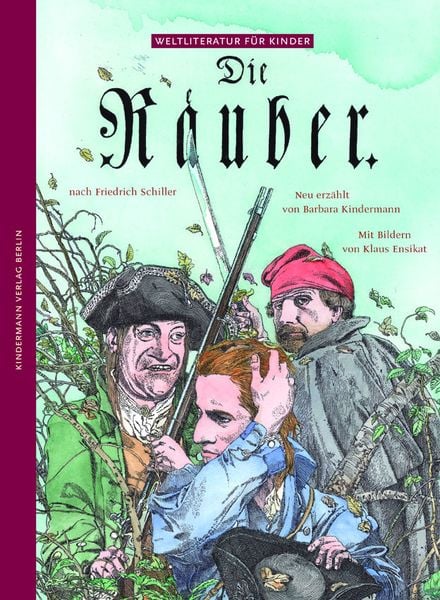 WELTLITERATUR FÜR KINDER
Die
Räuber.
nach Friedrich Schiller
Neu erzählt
von Barbara Kindermann
Mit Bildern
von Klaus Ensikat
KINDERMANN VERLAG BERLIN